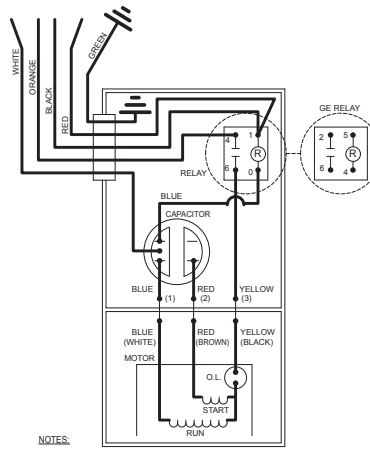 WHITE
ORANGE
BLACK
RED
GREEN
GE RELAY
4 1
R
6 0
2 5
R
6 4
RELAY
BLUE
CAPACITOR
BLUE RED YELLOW
(1) (2) (3)
BLUE RED YELLOW
(WHITE) (BROWN) (BLACK)
MOTOR
O.L.
START
RUN
NOTES: